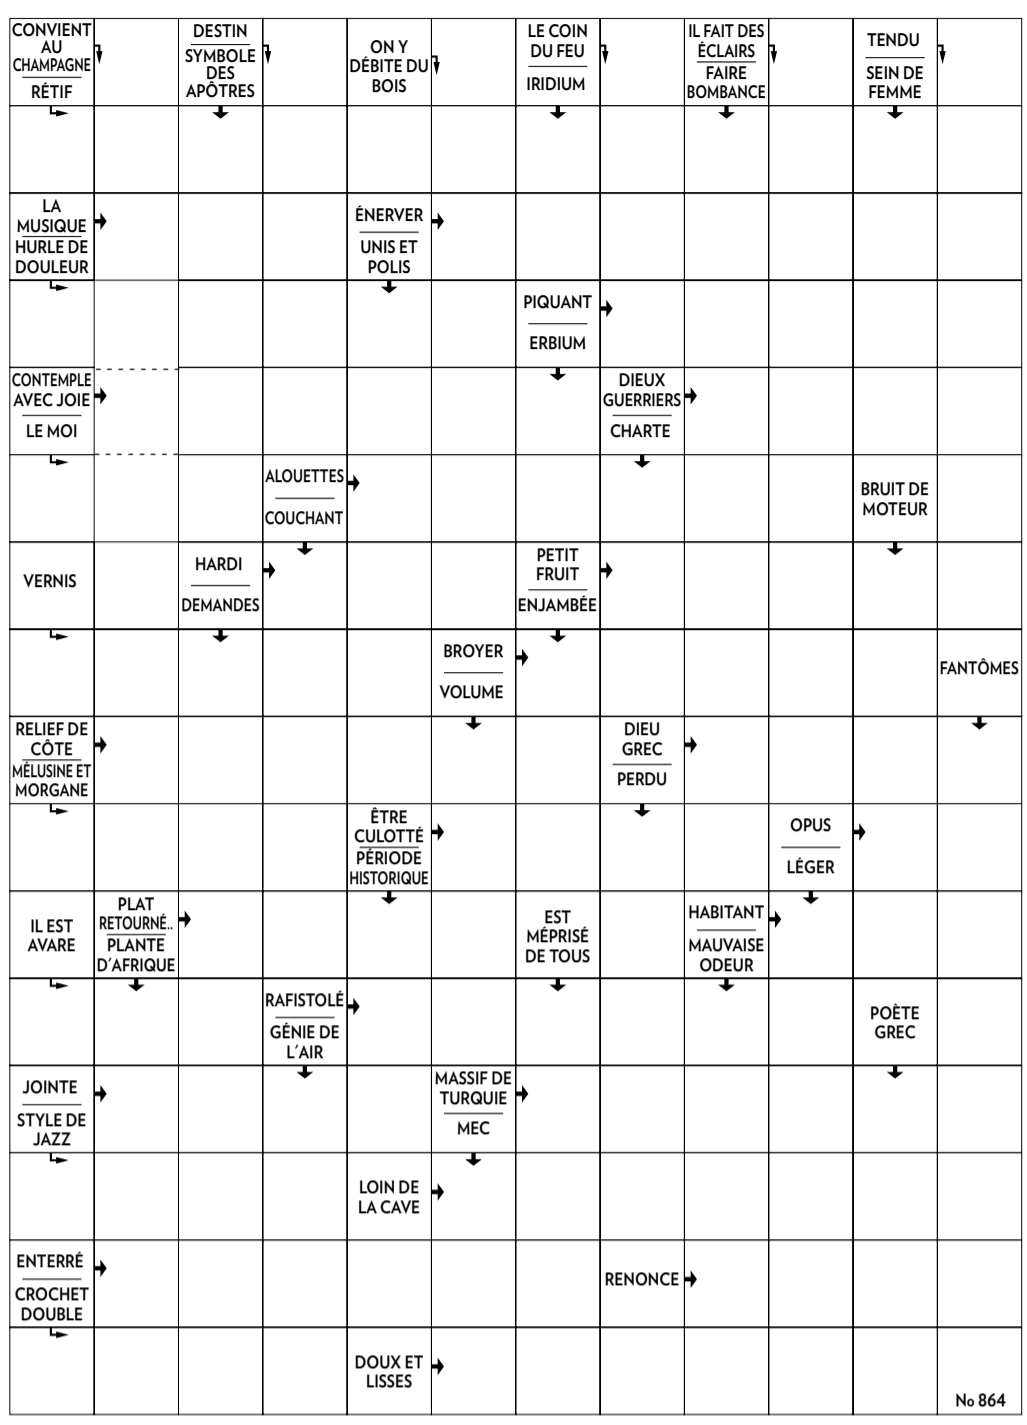 CONVIENT
AU
CHAMPAGNE
RÉTIF
DESTIN
SYMBOLE
DES
APÔTRES
ON Y
DÉBITE DU
BOIS
LE COIN
DU FEU
IRIDIUM
IL FAIT DES
ÉCLAIRS
FAIRE
BOMBANCE
TENDU
SEIN DE
FEMME
LA
MUSIQUE
HURLE DE
DOULEUR
ÉNERVER
UNIS ET
POLIS
PIQUANT
ERBIUM
CONTEMPLE
AVEC JOIE
LE MOI
DIEUX
GUERRIERS
CHARTE
ALOUETTES
COUCHANT
BRUIT DE
MOTEUR
VERNIS
HARDI
DEMANDES
PETIT
FRUIT
ENJAMBÉE
BROYER
VOLUME
FANTÔMES
RELIEF DE
CÔTE
MÉLUSINE ET
MORGANE
DIEU
GREC
PERDU
ÊTRE
CULOTTÉ
PÉRIODE
HISTORIQUE
OPUS
LÉGER
IL EST
AVARE
PLAT
RETOURNÉ..
PLANTE
D'AFRIQUE
EST
MÉPRISÉ
DE TOUS
HABITANT
MAUVAISE
ODEUR
RAFISTOLÉ
GÉNIE DE
L'AIR
POÈTE
GREC
JOINTE
STYLE DE
JAZZ
MASSIF DE
TURQUIE
MEC
LOIN DE
LA CAVE
ENTERRÉ
CROCHET
DOUBLE
RENONCE
DOUX ET
LISSES
No 864